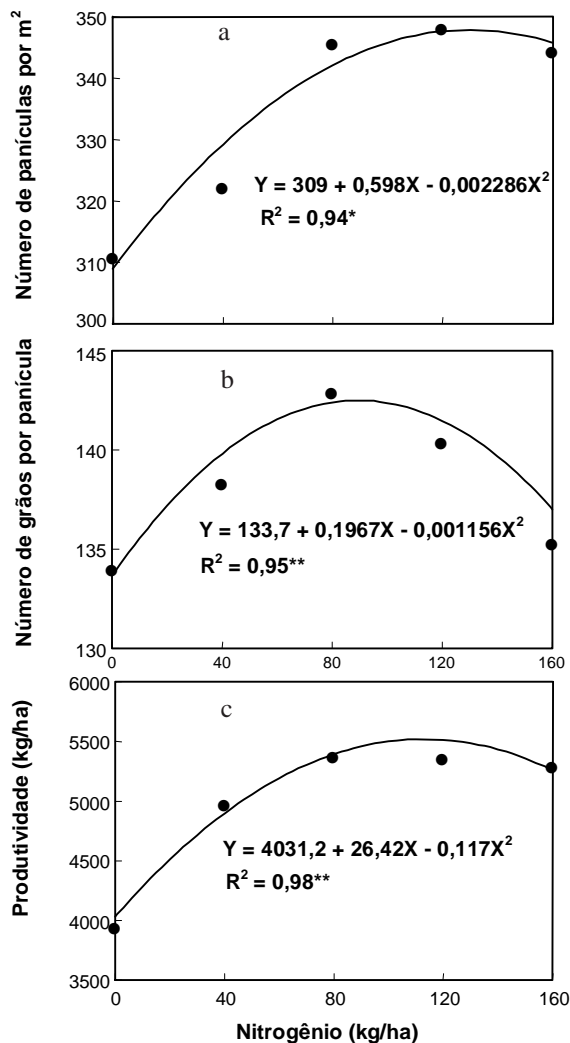 Número de panículas por m²
350
340
330
320
310
300
a
Y = 309 + 0,598X - 0,002286X²
R² = 0,94*
Número de grãos por panícula
145
140
135
130
b
Y = 133,7 + 0,1967X - 0,001156X²
R² = 0,95**
0 40 80 120 160
Produtividade (kg/ha)
6000
5500
5000
4500
4000
3500
c
Y = 4031,2 + 26,42X - 0,117X²
R² = 0,98**
0 40 80 120 160
Nitrogênio (kg/ha)